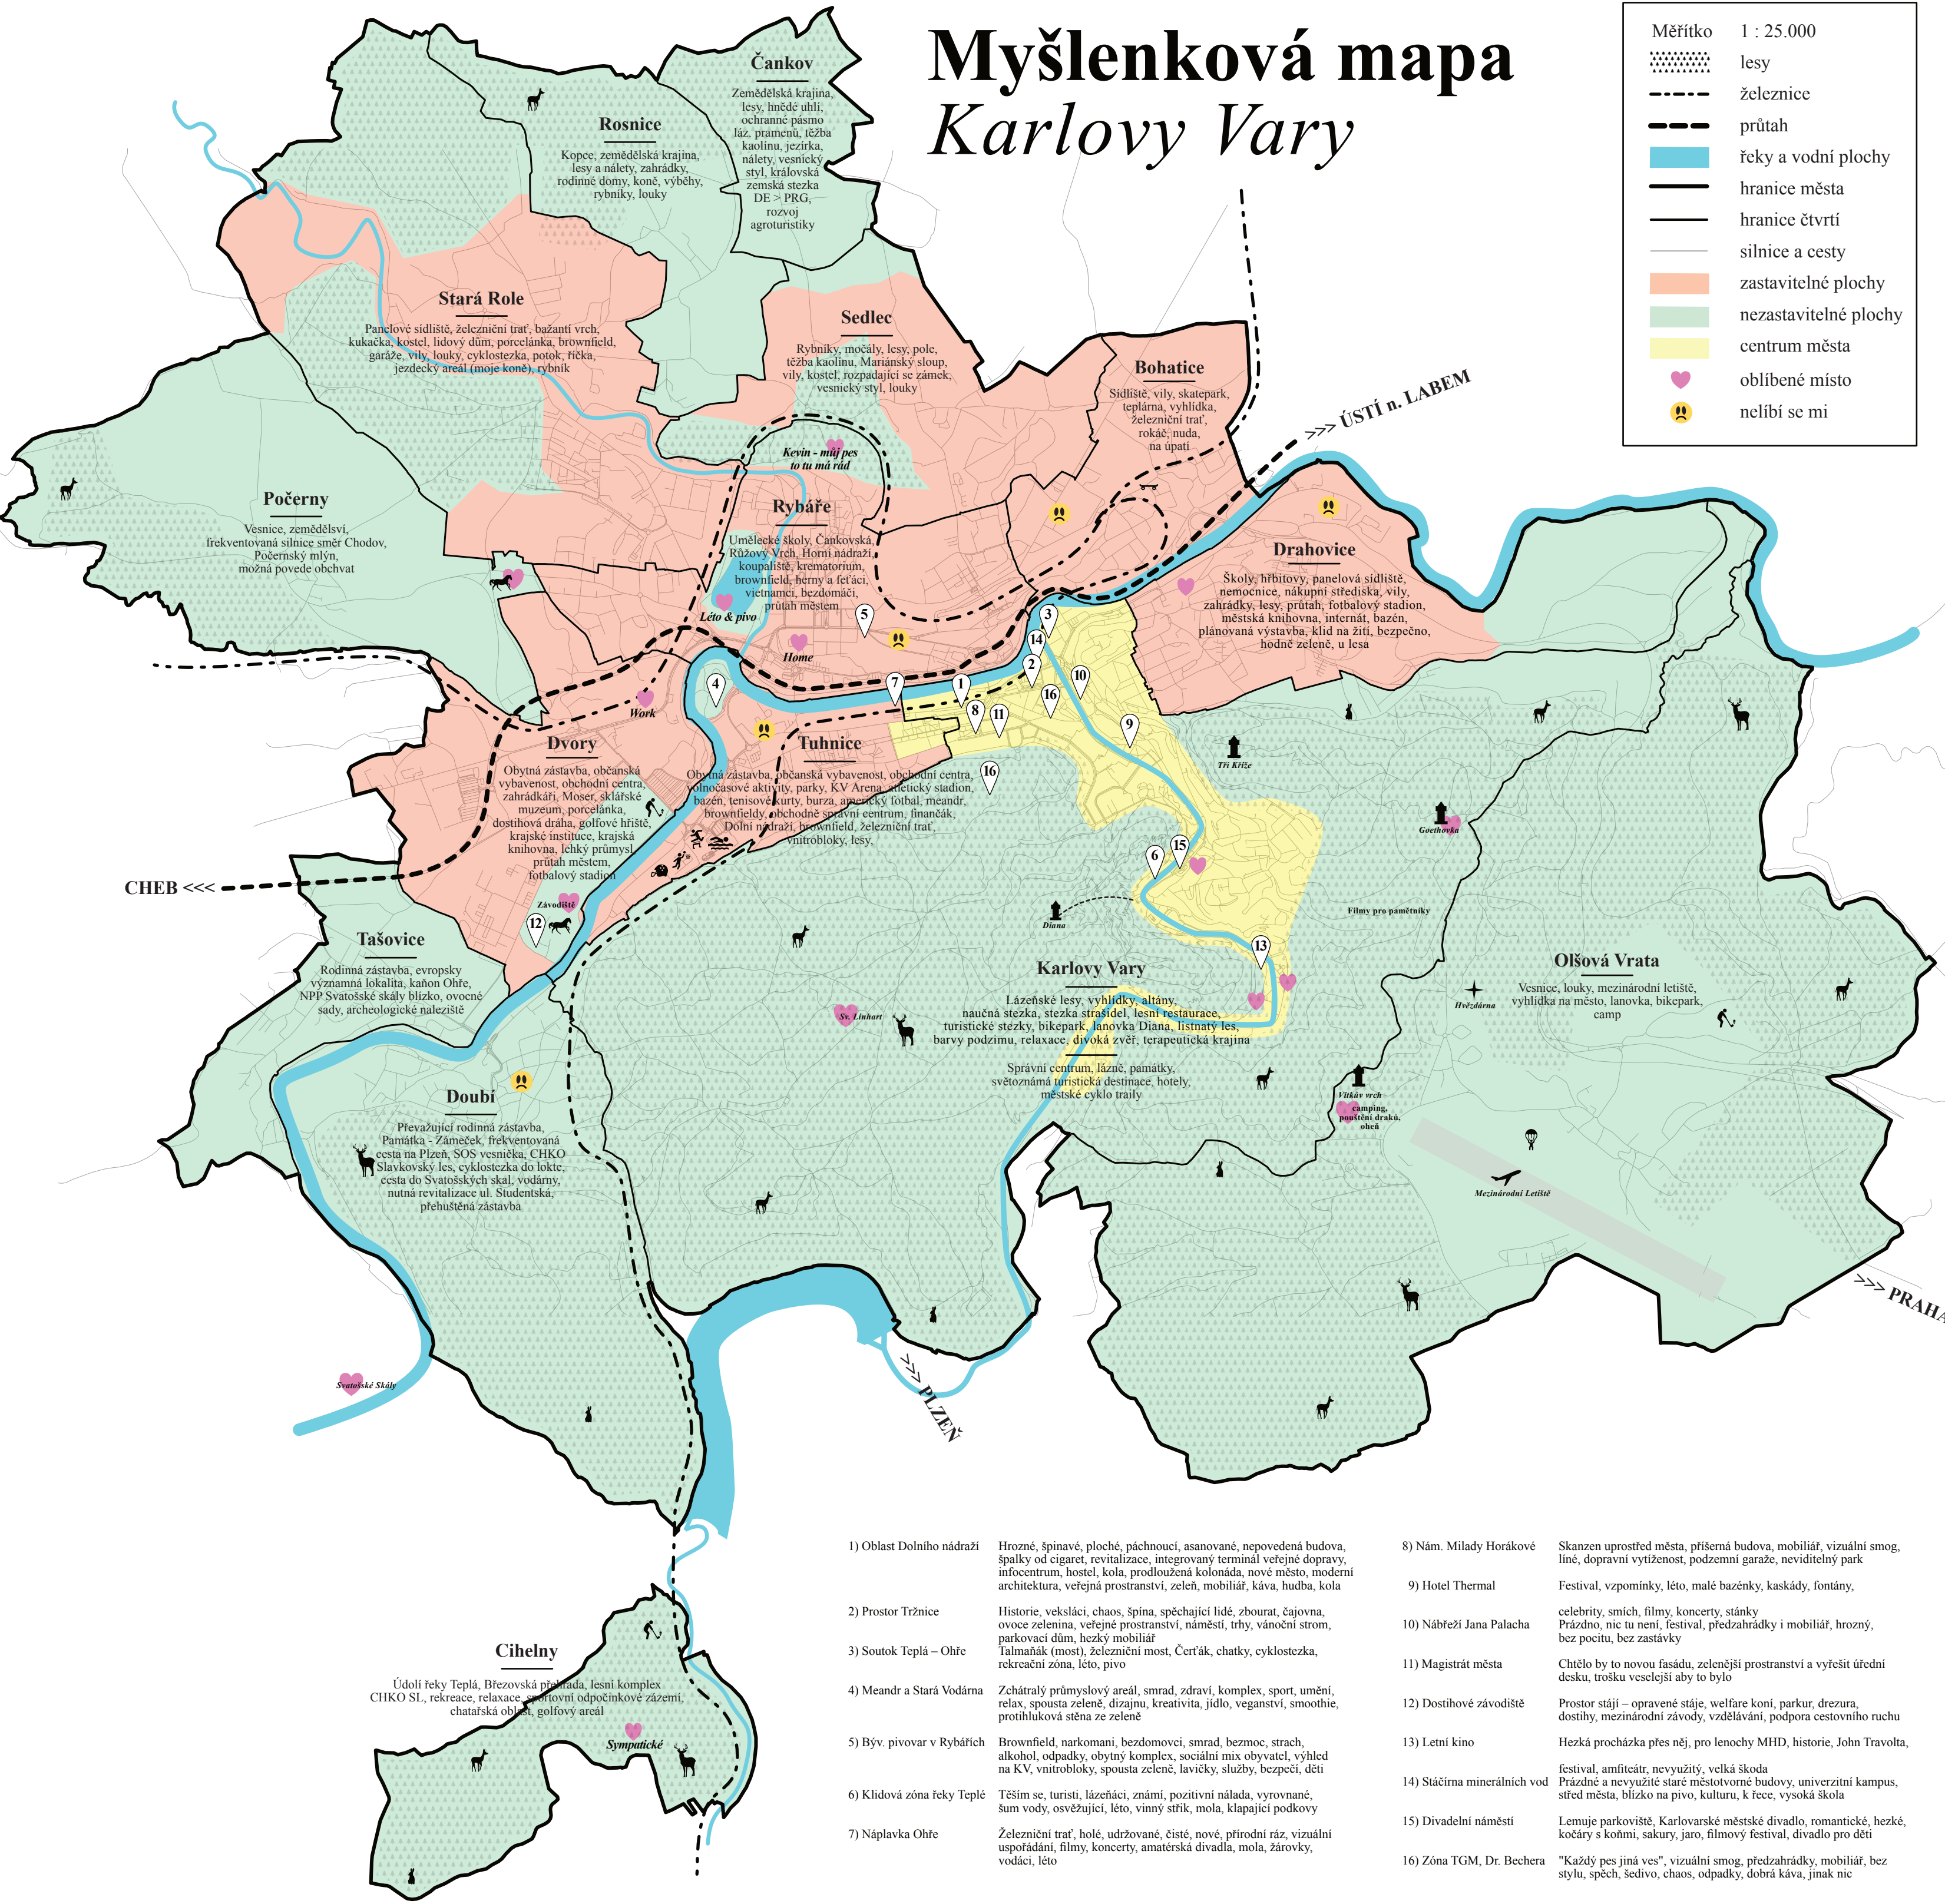 Myšlenková mapa
Karlovy Vary
Měřítko 1 : 25.000
lesy
železnice
průtah
řeky a vodní plochy
hranice města
hranice čtvrtí
silnice a cesty
zastavitelné plochy
nezastavitelné plochy
centrum města
oblíbené místo
nelíbí se mi
Čankov
Zemědělská krajina,
lesy, hnědé uhlí,
ochranné pásmo
láz. pramenů, těžba
kaolínu, jezírka,
nálety, vesnický
styl, královská
zemská stezka
DE > PRG,
rozvoj
agroturistiky
Rosnice
Kopce, zemědělská krajina,
lesy a nálety, zahrádky,
rodinné domy, koně, výběhy,
rybníky, louky
Stará Role
Panelové sídliště, železniční trať, bažantí vrch,
kukačka, kostel, lidový dům, porcelánka, brownfield,
garáže, vily, louky, cyklostezka, potok, říčka,
jezdecký areál (moje koně), rybník
Sedlec
Rybníky, močály, lesy, pole,
těžba kaolinu, Mariánský sloup,
vily, kostel, rozpadající se zámek,
vesnický styl, louky
Bohatice
Sídliště, vily, skatepark,
teplárna, vyhlídka,
železniční trať,
rokáč, nuda,
na úpatí
>>> ÚSTÍ n. LABEM
Kevin - můj pes
to tu má rád
Počerny
Vesnice, zemědělsví,
frekventovaná silnice směr Chodov,
Počernský mlýn,
možná povede obchvat
Rybáře
Umělecké školy, Čankovská,
Růžový Vrch, Horní nádraží,
koupaliště, krematorium,
brownfield, herny a feťáci,
vietnamci, bezdomáči,
průtah městem
Léto & pivo
Home
Drahovice
Školy, hřbitovy, panelová sídliště,
nemocnice, nákupní střediska, vily,
zahrádky, lesy, průtah, fotbalový stadion,
městská knihovna, internát, bazén,
plánovaná výstavba, klid na žití, bezpečno,
hodně zeleně, u lesa
5
3
14
2
4
7
1
16
10
8
11
9
16
6
15
13
12
Work
Dvory
Obytná zástavba, občanská
vybavenost, obchodní centra,
zahrádkáři, Moser, sklářské
muzeum, porcelánka,
dostihová dráha, golfové hřiště,
krajské instituce, krajská
knihovna, lehký průmysl,
průtah městem,
fotbalový stadion
Závodiště
Tuhnice
Obytná zástavba, občanská vybavenost, obchodní centra,
volnočasové aktivity, parky, KV Arena, atletický stadion,
bazén, tenisové kurty, burza, americký fotbal, meandr,
brownfieldy, obchodně správní centrum, finančák,
Dolní nádraží, brownfield, železniční trať,
vnitrobloky, lesy,
Tři Kříže
Goethovka
CHEB <<<
Diana
Filmy pro pamětníky
Tašovice
Rodinná zástavba, evropsky
významná lokalita, kaňon Ohře,
NPP Svatošské skály blízko, ovocné
sady, archeologické naleziště
Karlovy Vary
Lázeňské lesy, vyhlídky, altány,
naučná stezka, stezka strašidel, lesní restaurace,
turistické stezky, bikepark, lanovka Diana, listnatý les,
barvy podzimu, relaxace, divoká zvěř, terapeutická krajina
Správní centrum, lázně, památky,
světoznámá turistická destinace, hotely,
městské cyklo traily
Sv. Linhart
Olšová Vrata
Vesnice, louky, mezinárodní letiště,
vyhlídka na město, lanovka, bikepark,
camp
Hvězdárna
Vítkův vrch
camping,
pouštění draků,
oheň
Mezinárodní Letiště
Doubí
Převažující rodinná zástavba,
Památka - Zámeček, frekventovaná
cesta na Plzeň, SOS vesnička, CHKO
Slavkovský les, cyklostezka do lokte,
cesta do Svatošských skal, vodárny,
nutná revitalizace ul. Studentská,
přehuštěná zástavba
>>> PRAHA
Svatošské Skály
>>> PLZEŇ
Cihelny
Údolí řeky Teplá, Březovská přehrada, lesní komplex
CHKO SL, rekreace, relaxace, sportovní odpočinkové zázemí,
chatařská oblast, golfový areál
Sympatické
1) Oblast Dolního nádraží Hrozné, špinavé, ploché, páchnoucí, asanované, nepovedená budova,
špalky od cigaret, revitalizace, integrovaný terminál veřejné dopravy,
infocentrum, hostel, kola, prodloužená kolonáda, nové město, moderní
architektura, veřejná prostranství, zeleň, mobiliář, káva, hudba, kola
2) Prostor Tržnice Historie, veksláci, chaos, špína, spěchající lidé, zbourat, čajovna,
ovoce zelenina, veřejné prostranství, náměstí, trhy, vánoční strom,
parkovací dům, hezký mobiliář
3) Soutok Teplá – Ohře Talmaňák (most), železniční most, Čerťák, chatky, cyklostezka,
rekreační zóna, léto, pivo
4) Meandr a Stará Vodárna Zchátralý průmyslový areál, smrad, zdraví, komplex, sport, umění,
relax, spousta zeleně, dizajnu, kreativita, jídlo, veganství, smoothie,
protihluková stěna ze zeleně
5) Býv. pivovar v Rybářích Brownfield, narkomani, bezdomovci, smrad, bezmoc, strach,
alkohol, odpadky, obytný komplex, sociální mix obyvatel, výhled
na KV, vnitrobloky, spousta zeleně, lavičky, služby, bezpečí, děti
6) Klidová zóna řeky Teplé Těším se, turisti, lázeňáci, známí, pozitivní nálada, vyrovnané,
šum vody, osvěžující, léto, vinný střik, mola, klapající podkovy
7) Náplavka Ohře Železniční trať, holé, udržované, čisté, nové, přírodní ráz, vizuální
uspořádání, filmy, koncerty, amatérská divadla, mola, žárovky,
vodáci, léto
8) Nám. Milady Horákové Skanzen uprostřed města, příšerná budova, mobiliář, vizuální smog,
líné, dopravní vytíženost, podzemní garaže, neviditelný park
9) Hotel Thermal Festival, vzpomínky, léto, malé bazénky, kaskády, fontány,
celebrity, smích, filmy, koncerty, stánky
10) Nábřeží Jana Palacha Prázdno, nic tu není, festival, předzahrádky i mobiliář, hrozný,
bez pocitu, bez zastávky
11) Magistrát města Chtělo by to novou fasádu, zelenější prostranství a vyřešit úřední
desku, trošku veselejší aby to bylo
12) Dostihové závodiště Prostor stájí – opravené stáje, welfare koní, parkur, drezura,
dostihy, mezinárodní závody, vzdělávání, podpora cestovního ruchu
13) Letní kino Hezká procházka přes něj, pro lenochy MHD, historie, John Travolta,
festival, amfiteátr, nevyužitý, velká škoda
14) Stáčírna minerálních vod Prázdné a nevyužité staré městotvorné budovy, univerzitní kampus,
střed města, blízko na pivo, kulturu, k řece, vysoká škola
15) Divadelní náměstí Lemuje parkoviště, Karlovarské městské divadlo, romantické, hezké,
kočáry s koňmi, sakury, jaro, filmový festival, divadlo pro děti
16) Zóna TGM, Dr. Bechera "Každý pes jiná ves", vizuální smog, předzahrádky, mobiliář, bez
stylu, spěch, šedivo, chaos, odpadky, dobrá káva, jinak nic